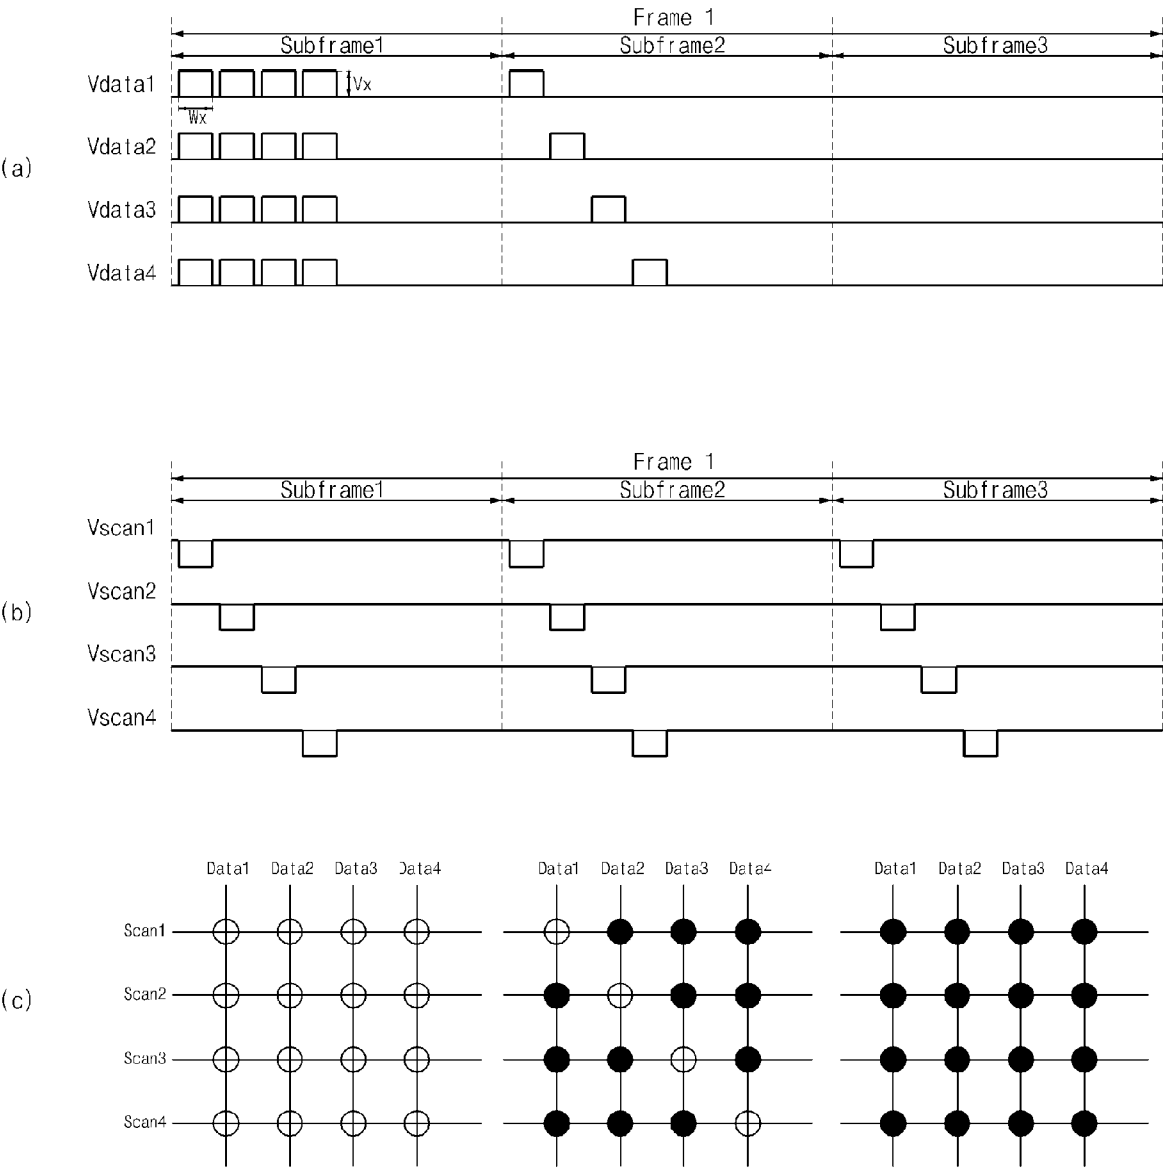 Frame 1
Subframe1 Subframe2 Subframe3
Vdata1
Vx
Wx
Vdata2
(a)
Vdata3
Vdata4
Frame 1
Subframe1 Subframe2 Subframe3
Vscan1
Vscan2
(b)
Vscan3
Vscan4
Data1 Data2 Data3 Data4 Data1 Data2 Data3 Data4 Data1 Data2 Data3 Data4
Scan1
Scan2
(c)
Scan3
Scan4